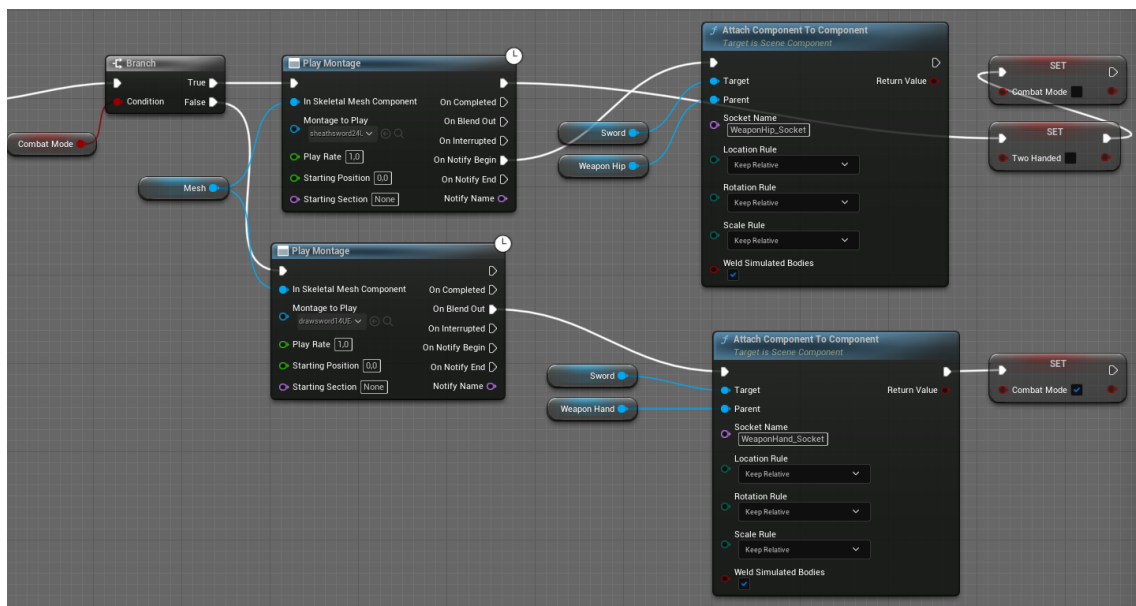 Branch
True
Condition
False
Combat Mode
Mesh
Play Montage
In Skeletal Mesh Component
On Completed
Montage to Play
On Blend Out
sheathsword24l
On Interrupted
Play Rate 1,0
On Notify Begin
Starting Position 0,0
On Notify End
Starting Section None
Notify Name
Play Montage
In Skeletal Mesh Component
On Completed
Montage to Play
On Blend Out
drawsword14UE
On Interrupted
Play Rate 1,0
On Notify Begin
Starting Position 0,0
On Notify End
Starting Section None
Notify Name
Sword
Weapon Hip
f Attach Component To Component
Target is Scene Component
Target
Return Value
Parent
Socket Name
WeaponHip_Socket
Location Rule
Keep Relative
Rotation Rule
Keep Relative
Scale Rule
Keep Relative
Weld Simulated Bodies
SET
Combat Mode
SET
Two Handed
Sword
Weapon Hand
f Attach Component To Component
Target is Scene Component
Target
Return Value
Parent
Socket Name
WeaponHand_Socket
Location Rule
Keep Relative
Rotation Rule
Keep Relative
Scale Rule
Keep Relative
Weld Simulated Bodies
SET
Combat Mode